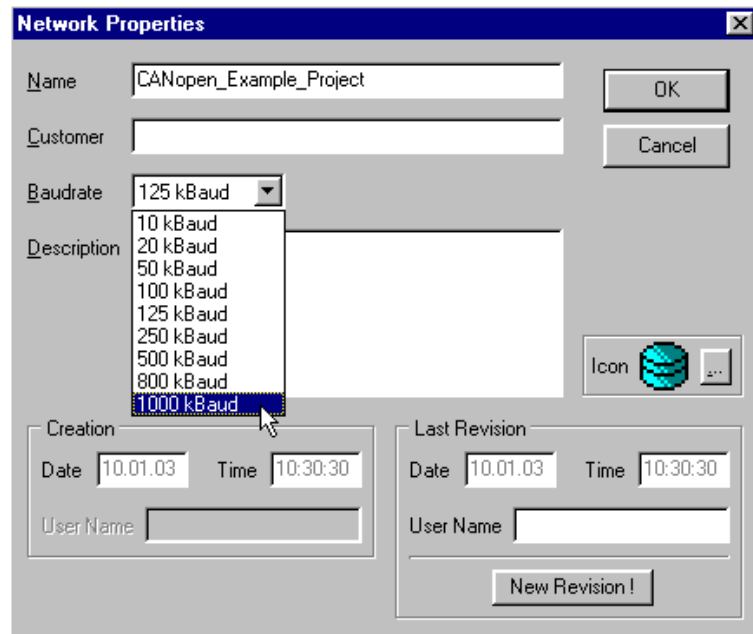 Network Properties
Name CANopen_Example_Project
OK
Customer
Cancel
Baudrate 125 kBaud
10 kBaud
20 kBaud
50 kBaud
100 kBaud
125 kBaud
250 kBaud
500 kBaud
800 kBaud
1000 kBaud
Description
Icon ...
Creation
Date 10.01.03 Time 10:30:30
User Name
Last Revision
Date 10.01.03 Time 10:30:30
User Name
New Revision !